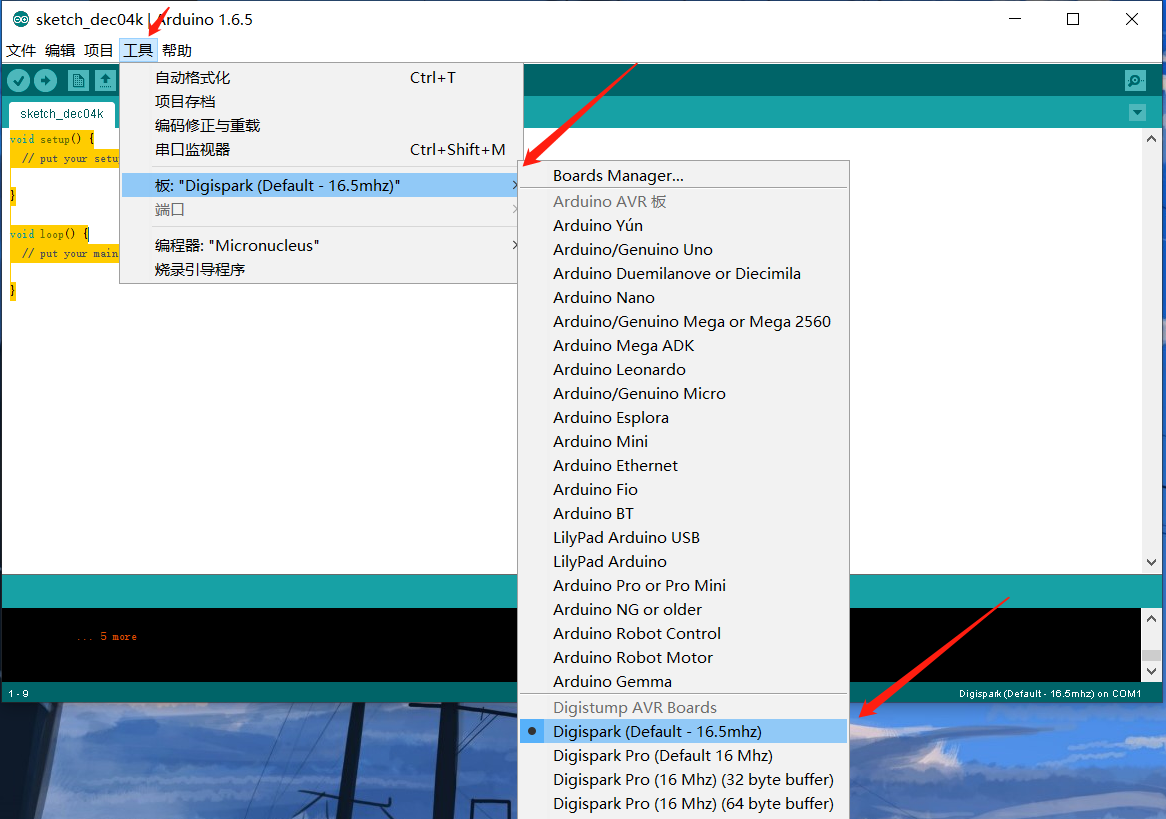 sketch_dec04k | Arduino 1.6.5
文件 编辑 项目 工具 帮助
sketch_dec04k
void setup() {
// put your setu
}
void loop() {
// put your main
}
自动格式化 Ctrl+T
项目存档
编码修正与重载
串口监视器 Ctrl+Shift+M
板: "Digispark (Default - 16.5mhz)"
端口
编程器: "Micronucleus"
烧录引导程序
Boards Manager...
Arduino AVR 板
Arduino Yún
Arduino/Genuino Uno
Arduino Duemilanove or Diecimila
Arduino Nano
Arduino/Genuino Mega or Mega 2560
Arduino Mega ADK
Arduino Leonardo
Arduino/Genuino Micro
Arduino Esplora
Arduino Mini
Arduino Ethernet
Arduino Fio
Arduino BT
LilyPad Arduino USB
LilyPad Arduino
Arduino Pro or Pro Mini
Arduino NG or older
Arduino Robot Control
Arduino Robot Motor
Arduino Gemma
Digistump AVR Boards
Digispark (Default - 16.5mhz)
Digispark Pro (Default 16 Mhz)
Digispark Pro (16 Mhz) (32 byte buffer)
Digispark Pro (16 Mhz) (64 byte buffer)
... 5 more
1 - 9
Digispark (Default - 16.5mhz) on COM1